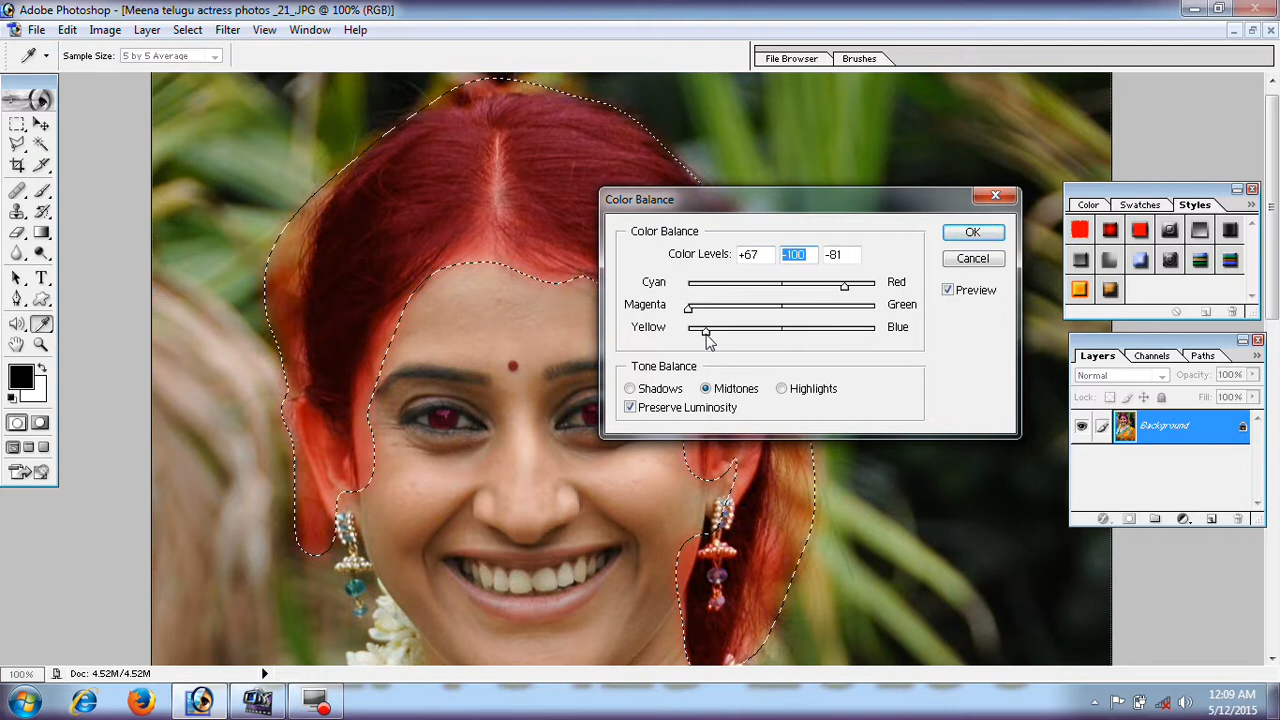 Adobe Photoshop - [Meena telugu actress photos _21_JPG @ 100% (RGB)]
File Edit Image Layer Select Filter View Window Help
Sample Size: 5 by 5 Average
File Browser Brushes
Color Balance
Color Balance
Color Levels: +67 -100 -81
Cyan Red
Magenta Green
Yellow Blue
Tone Balance
Shadows Midtones Highlights
Preserve Luminosity
OK
Cancel
Preview
Color Swatches Styles
Layers Channels Paths
Normal Opacity: 100%
Lock: Fill: 100%
Background
100% Doc: 4.52M/4.52M
12:09 AM
5/12/2015